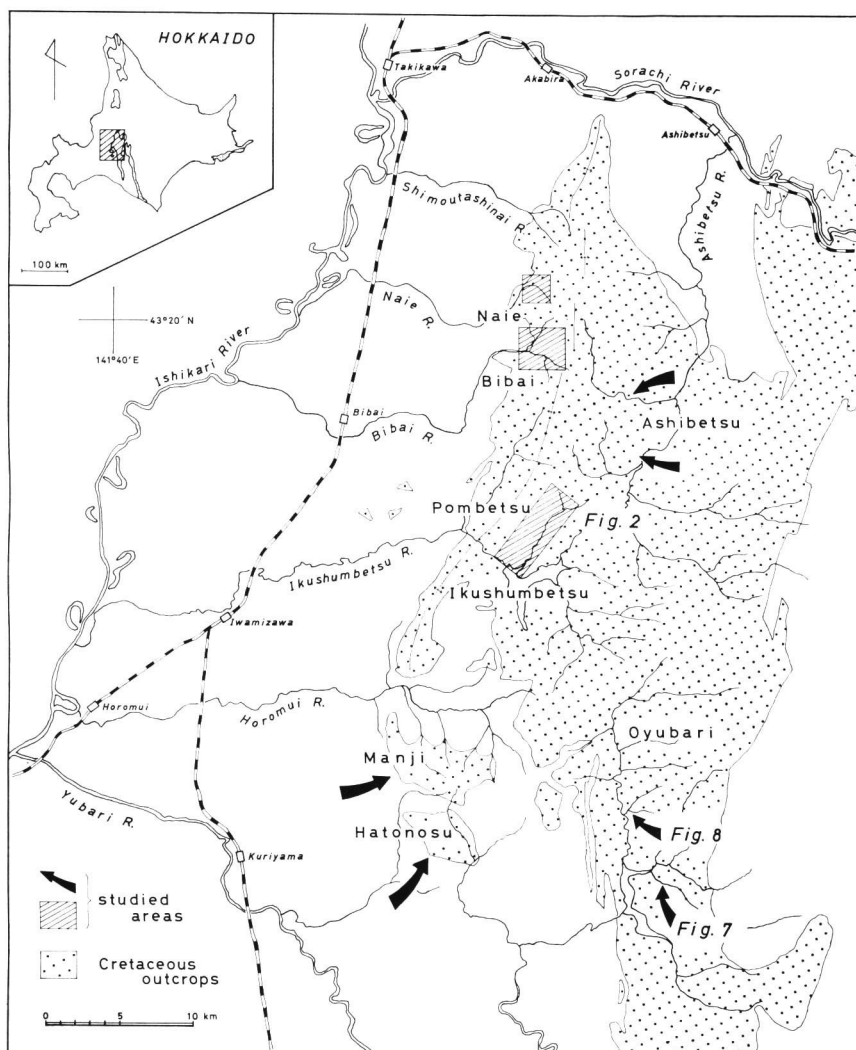 HOKKAIDO
100 km
Takikawa
Akabira
Sorachi River
Ashibetsu
Ashibetsu R.
Shimoutashinai R.
43°20´N
141°40´E
Naie R.
Naie
Ishikari River
Bibai
Bibai
Bibai R.
Ashibetsu
Pombetsu
Fig. 2
Ikushumbetsu R.
Ikushumbetsu
Iwamizawa
Horomui
Horomui R.
Oyubari
Manji
Yubari R.
Hatonosu
Fig. 8
Kuriyama
studied
areas
Fig. 7
Cretaceous
outcrops
0 5 10 km